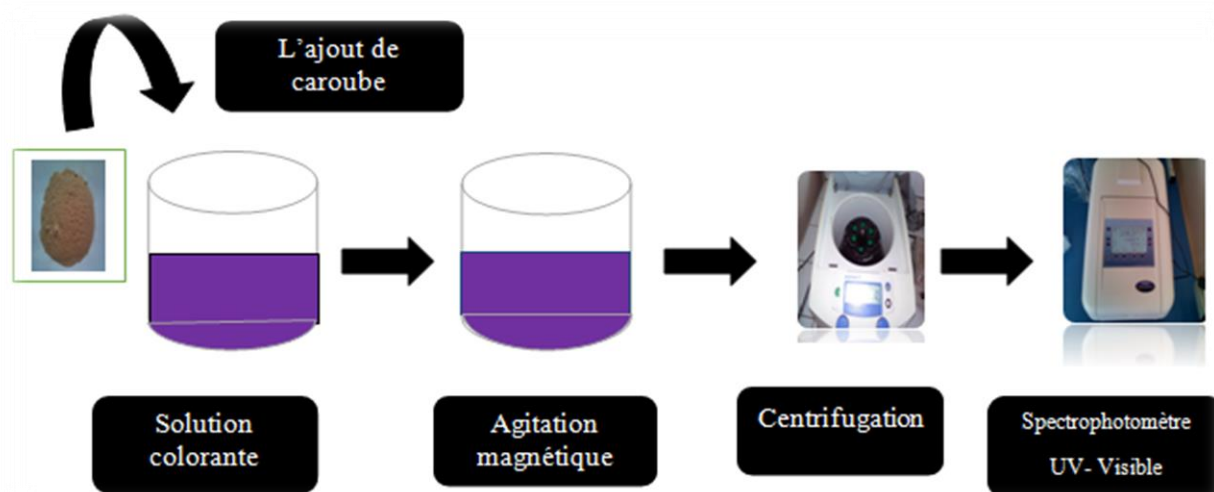 L'ajout de
caroube
Solution
colorante
Agitation
magnétique
Centrifugation
Spectrophotomètre
UV- Visible